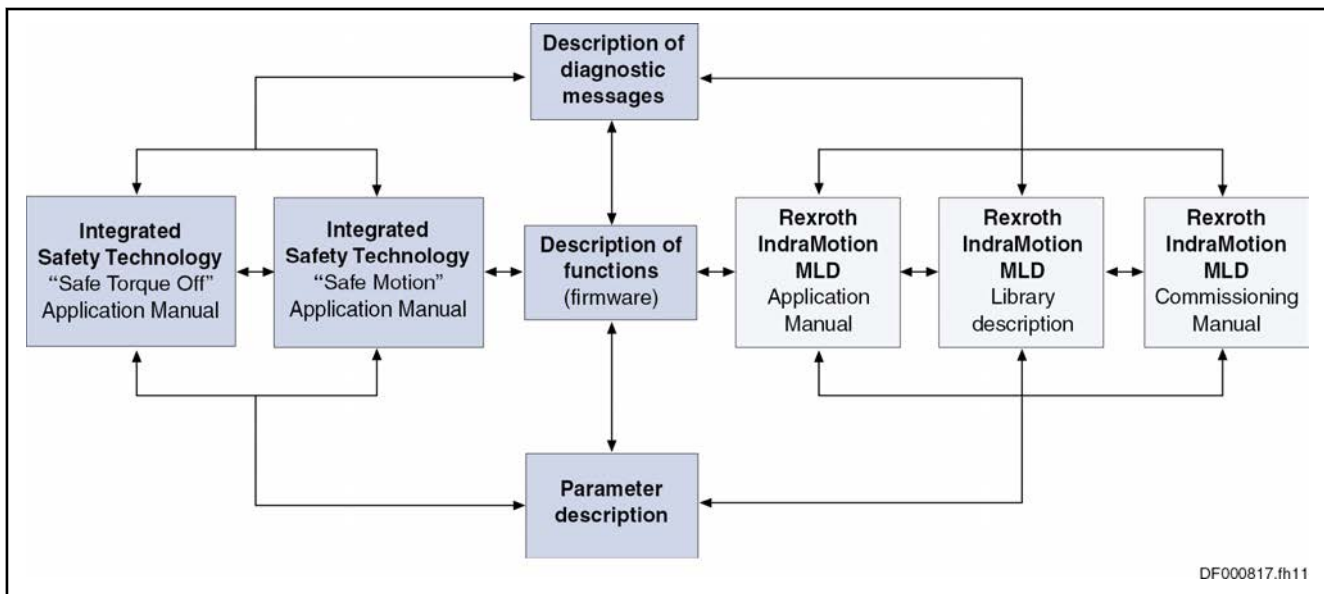 Description of
diagnostic
messages
Integrated
Safety Technology
“Safe Torque Off”
Application Manual
Integrated
Safety Technology
“Safe Motion”
Application Manual
Description of
functions
(firmware)
Rexroth
IndraMotion
MLD
Application
Manual
Rexroth
IndraMotion
MLD
Library
description
Rexroth
IndraMotion
MLD
Commissioning
Manual
Parameter
description
DF000817.fh11